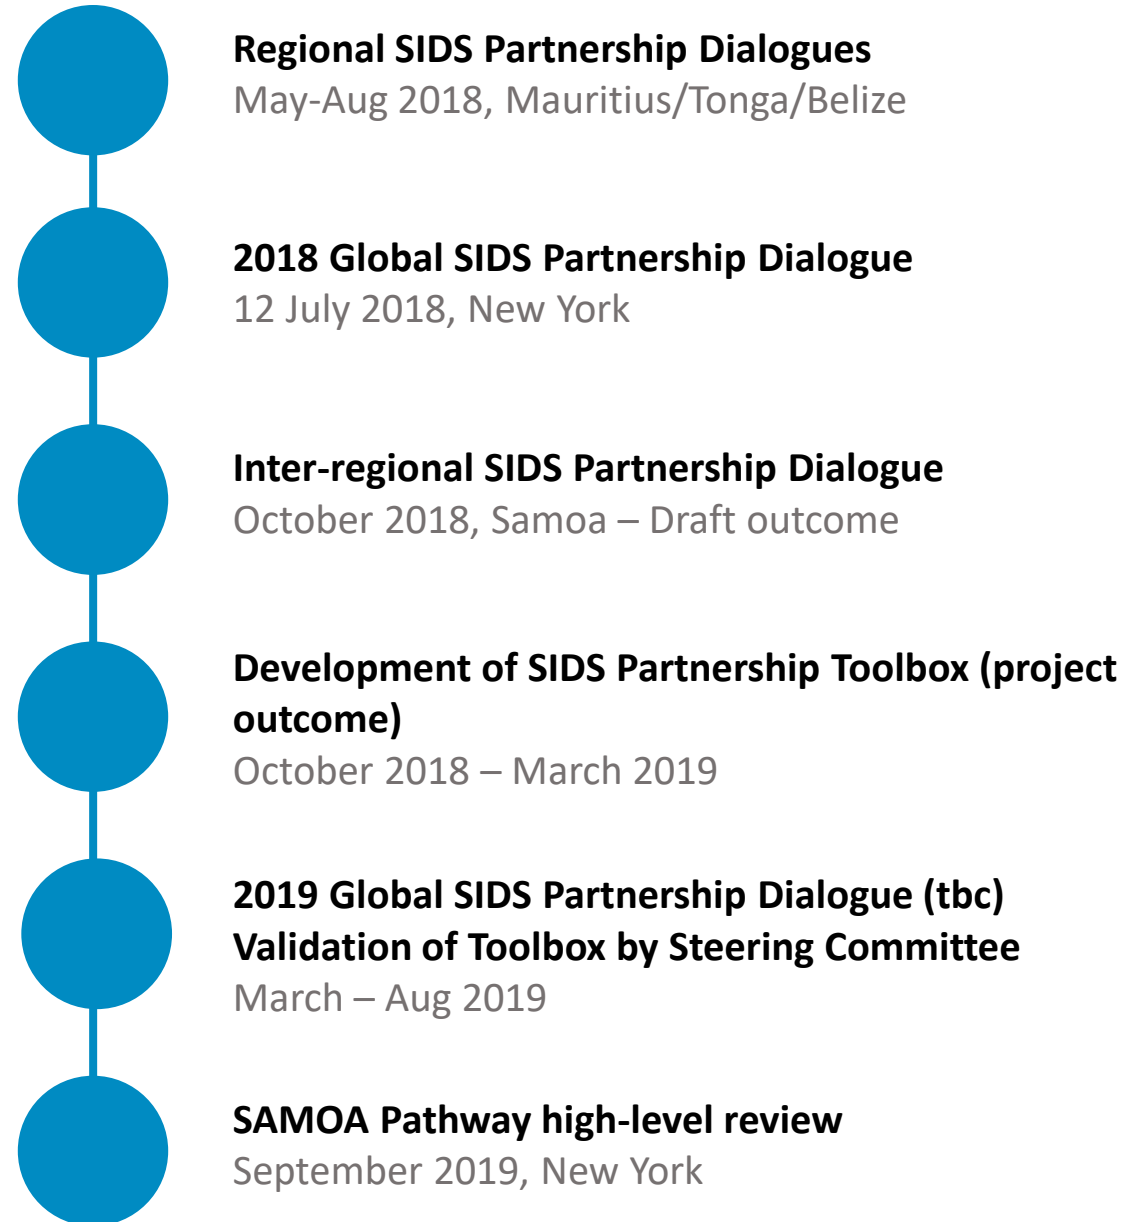 Regional SIDS Partnership Dialogues
May-Aug 2018, Mauritius/Tonga/Belize
2018 Global SIDS Partnership Dialogue
12 July 2018, New York
Inter-regional SIDS Partnership Dialogue
October 2018, Samoa – Draft outcome
Development of SIDS Partnership Toolbox (project
outcome)
October 2018 – March 2019
2019 Global SIDS Partnership Dialogue (tbc)
Validation of Toolbox by Steering Committee
March – Aug 2019
SAMOA Pathway high-level review
September 2019, New York